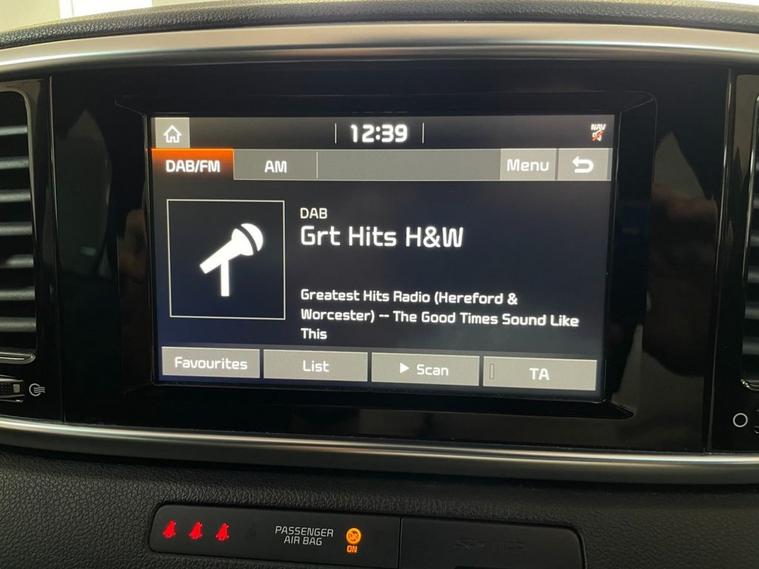 12:39
NAV
DAB/FM
AM
Menu
DAB
Grt Hits H&W
Greatest Hits Radio (Hereford &
Worcester) -- The Good Times Sound Like
This
Favourites
List
Scan
TA
PASSENGER
AIR BAG
ON